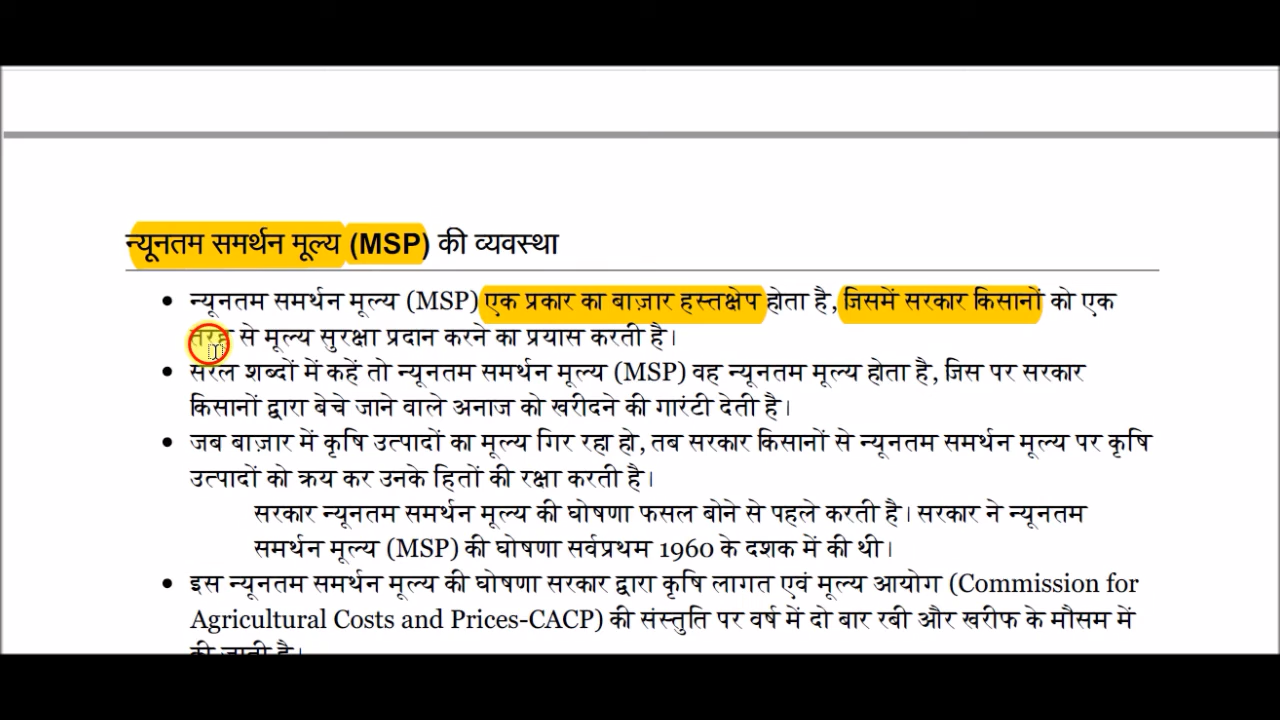 न्यूनतम समर्थन मूल्य (MSP) की व्यवस्था
• न्यूनतम समर्थन मूल्य (MSP) एक प्रकार का बाज़ार हस्तक्षेप होता है, जिसमें सरकार किसानों को एक
तरह से मूल्य सुरक्षा प्रदान करने का प्रयास करती है।
• सरल शब्दों में कहें तो न्यूनतम समर्थन मूल्य (MSP) वह न्यूनतम मूल्य होता है, जिस पर सरकार
किसानों द्वारा बेचे जाने वाले अनाज को खरीदने की गारंटी देती है।
• जब बाज़ार में कृषि उत्पादों का मूल्य गिर रहा हो, तब सरकार किसानों से न्यूनतम समर्थन मूल्य पर कृषि
उत्पादों को क्रय कर उनके हितों की रक्षा करती है।
सरकार न्यूनतम समर्थन मूल्य की घोषणा फसल बोने से पहले करती है। सरकार ने न्यूनतम
समर्थन मूल्य (MSP) की घोषणा सर्वप्रथम 1960 के दशक में की थी।
• इस न्यूनतम समर्थन मूल्य की घोषणा सरकार द्वारा कृषि लागत एवं मूल्य आयोग (Commission for
Agricultural Costs and Prices-CACP) की संस्तुति पर वर्ष में दो बार रबी और खरीफ के मौसम में
की जाती है।